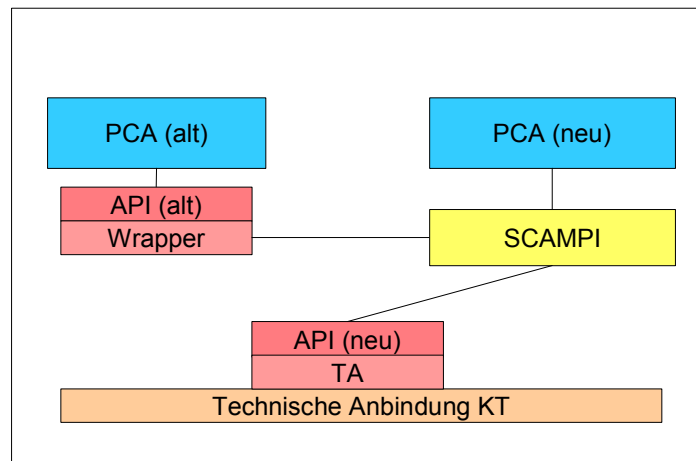 PCA (alt)
PCA (neu)
API (alt)
Wrapper
SCAMPI
API (neu)
TA
Technische Anbindung KT